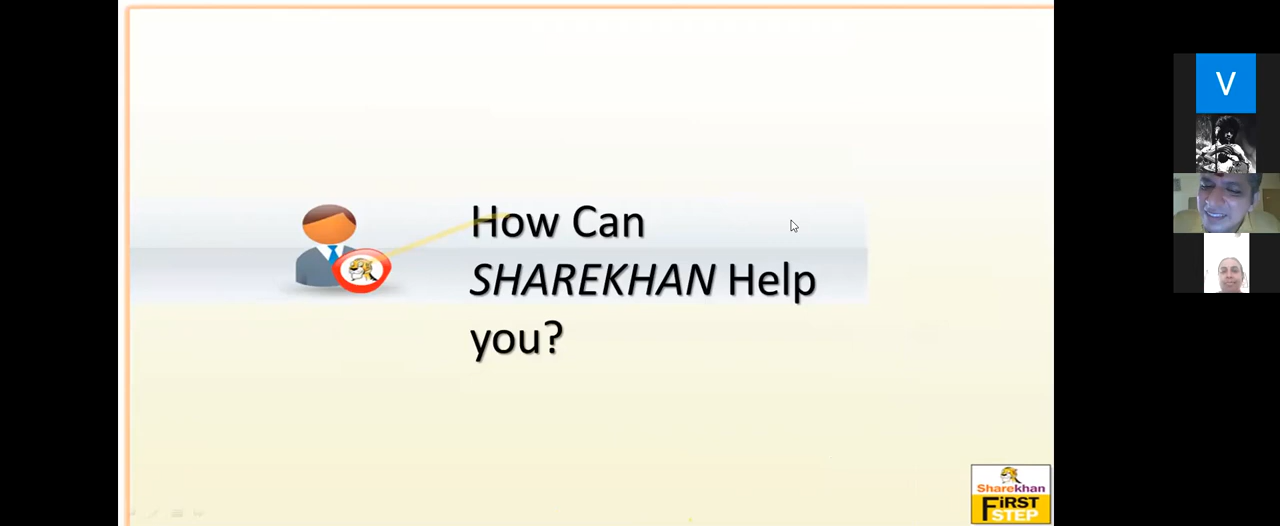 How Can
SHAREKHAN Help
you?
V
Sharekhan
FiRST
STEP